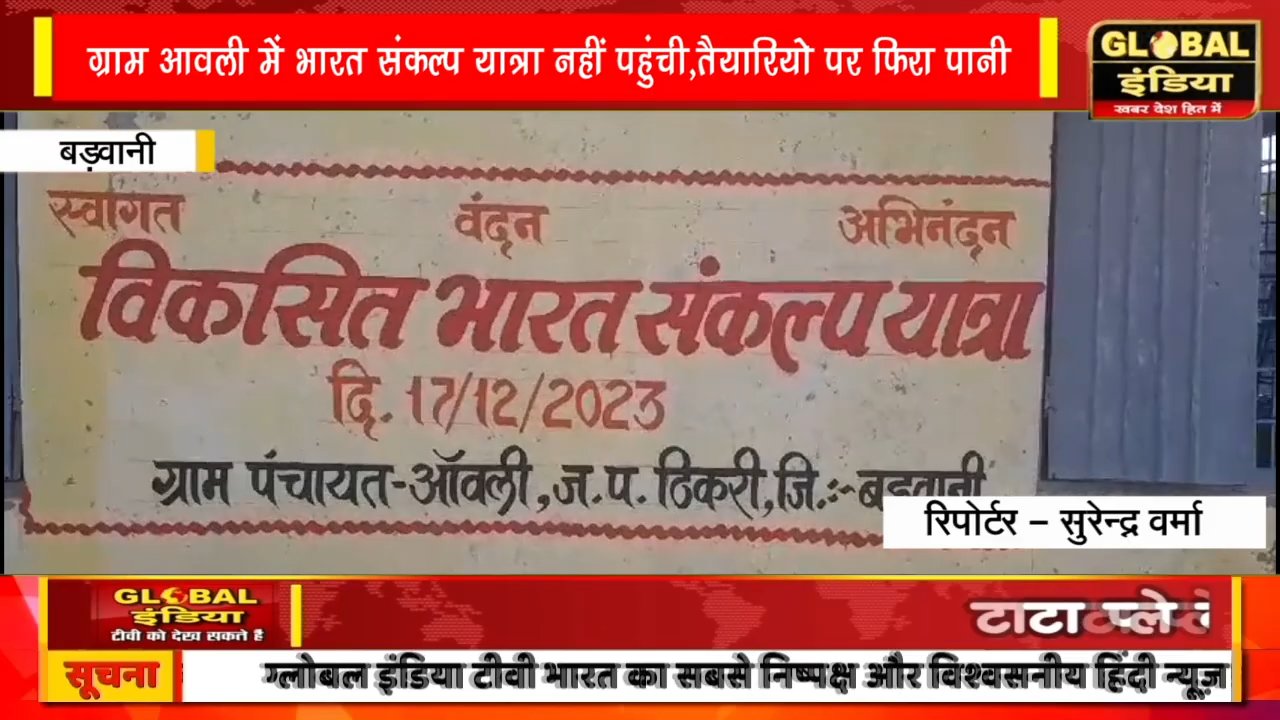 ग्राम आवली में भारत संकल्प यात्रा नहीं पहुंची,तैयारियो पर फिरा पानी
GLOBAL
इंडिया
खबर देश हित में
बड़वानी
स्वागत वंदन अभिनंदन
विकसित भारत संकल्प यात्रा
दि. 17/12/2023
ग्राम पंचायत-ऑवली, ज.प. ठिकरी, जि.:-
रिपोर्टर – सुरेन्द्र वर्मा
GLOBAL
इंडिया
टीवी को देख सकते है
टाटा प्ले
सूचना
ग्लोबल इंडिया टीवी भारत का सबसे निष्पक्ष और विश्वसनीय हिंदी न्यूज़